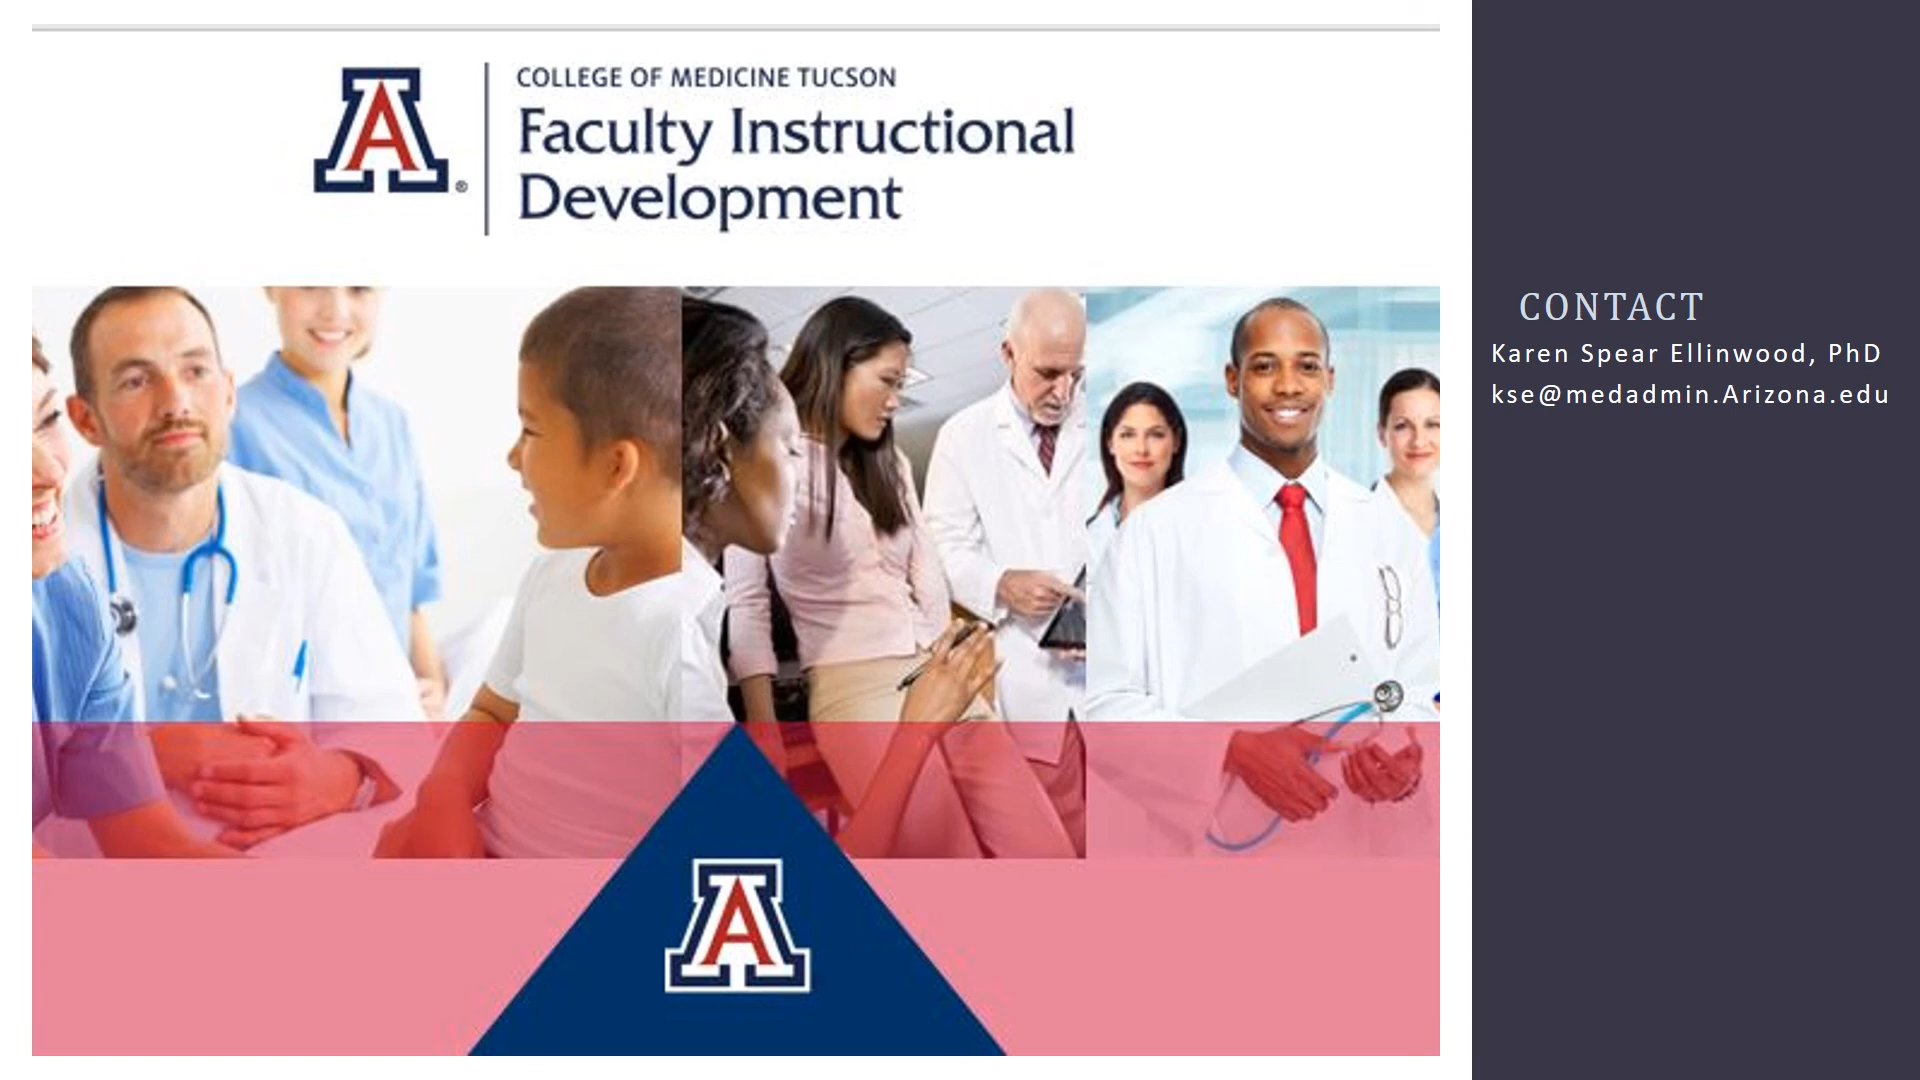 A
®
COLLEGE OF MEDICINE TUCSON
Faculty Instructional
Development
CONTACT
Karen Spear Ellinwood, PhD
kse@medadmin.Arizona.edu
A